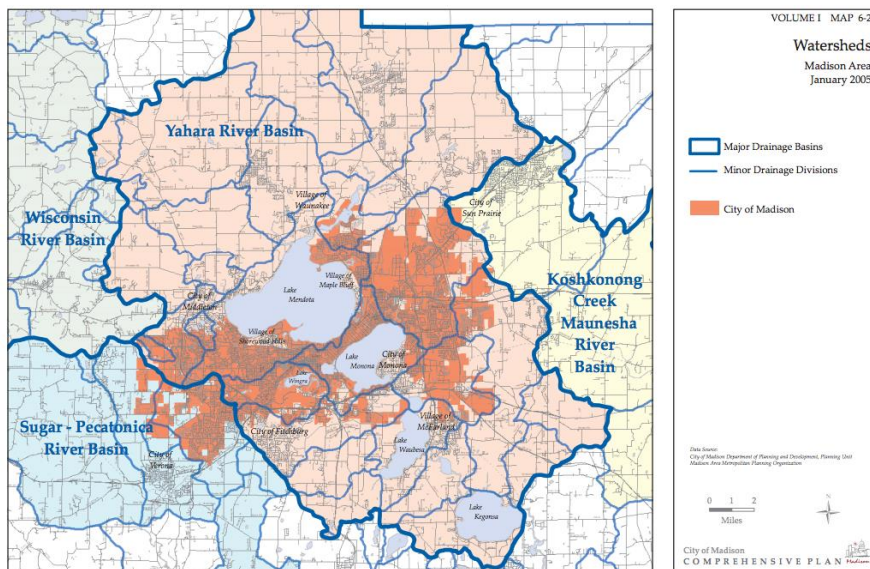 Yahara River Basin
Wisconsin
River Basin
Koshkonong
Creek
Maunesha
River
Basin
Sugar - Pecatonica
River Basin
Village of
Waunakee
City of
Sun Prairie
Lake
Mendota
Village of
Maple Bluff
City of
Middleton
Village of
Shorewood Hills
Lake
Monona
City of
Monona
Lake
Wingra
City of Fitchburg
Village of
McFarland
Lake
Waubesa
City of
Verona
Lake
Kegonsa
VOLUME I MAP 6-2
Watersheds
Madison Area
January 2005
Major Drainage Basins
Minor Drainage Divisions
City of Madison
Data Source:
City of Madison Department of Planning and Development, Planning Unit
Madison Area Metropolitan Planning Organization
0 1 2
Miles
N
City of Madison
COMPREHENSIVE PLAN
Madison